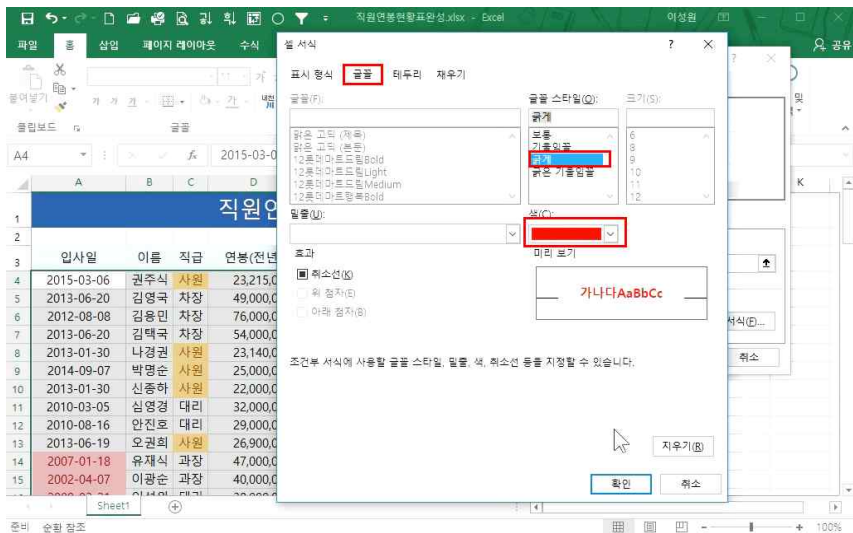 직원연봉현황표완성.xlsx - Excel
이성원
파일 홈 삽입 페이지 레이아웃 수식
공유
클립보드
글꼴
A4
fx 2015-03-0
A B C D K
1 직원연
2
3 입사일 이름 직급 연봉(전년
4 2015-03-06 권주식 사원 23,215,0
5 2013-06-20 김영국 차장 49,000,0
6 2012-08-08 김용민 차장 76,000,0
7 2013-06-20 김택국 차장 54,000,0
8 2013-01-30 나경권 사원 23,140,0
9 2014-09-07 박명순 사원 25,000,0
10 2013-01-30 신종하 사원 22,000,0
11 2010-03-05 심영경 대리 32,000,0
12 2010-08-16 안진호 대리 29,000,0
13 2013-06-19 오권희 사원 26,900,0
14 2007-01-18 유재식 과장 47,000,0
15 2002-04-07 이광순 과장 40,000,0
Sheet1
준비 순환 참조
100%
셀 서식
? ×
표시 형식 글꼴 테두리 채우기
글꼴(F):
글꼴 스타일(O):
크기(S):
굵게
맑은 고딕 (제목)
맑은 고딕 (본문)
12롯데마트드림Bold
12롯데마트드림Light
12롯데마트드림Medium
12롯데마트행복Bold
보통
기울임꼴
굵게
굵은 기울임꼴
6
8
9
10
11
12
밑줄(U):
색(C):
효과
취소선(K)
위 첨자(E)
아래 첨자(B)
미리 보기
가나다AaBbCc
조건부 서식에 사용할 글꼴 스타일, 밑줄, 색, 취소선 등을 지정할 수 있습니다.
지우기(R)
확인 취소
서식(F)...
취소